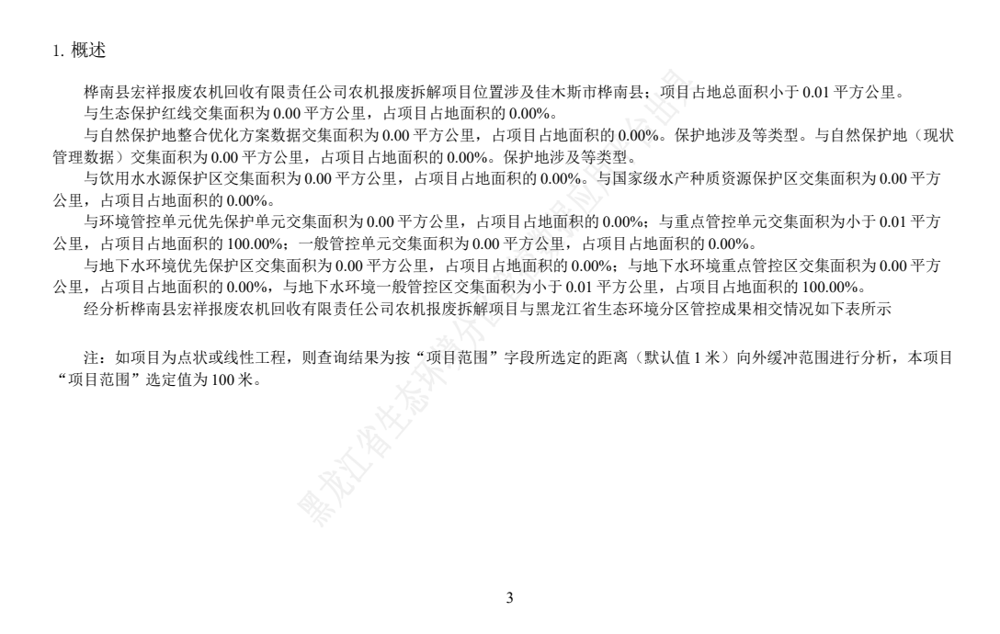 1. 概述
桦南县宏祥报废农机回收有限责任公司农机报废拆解项目位置涉及佳木斯市桦南县；项目占地总面积小于 0.01 平方公里。
与生态保护红线交集面积为 0.00 平方公里，占项目占地面积的 0.00%。
与自然保护地整合优化方案数据交集面积为 0.00 平方公里，占项目占地面积的 0.00%。保护地涉及等类型。与自然保护地（现状
管理数据）交集面积为 0.00 平方公里，占项目占地面积的 0.00%。保护地涉及等类型。
与饮用水水源保护区交集面积为 0.00 平方公里，占项目占地面积的 0.00%。与国家级水产种质资源保护区交集面积为 0.00 平方
公里，占项目占地面积的 0.00%。
与环境管控单元优先保护单元交集面积为 0.00 平方公里，占项目占地面积的 0.00%；与重点管控单元交集面积为小于 0.01 平方
公里，占项目占地面积的 100.00%；一般管控单元交集面积为 0.00 平方公里，占项目占地面积的 0.00%。
与地下水环境优先保护区交集面积为 0.00 平方公里，占项目占地面积的 0.00%；与地下水环境重点管控区交集面积为 0.00 平方
公里，占项目占地面积的 0.00%，与地下水环境一般管控区交集面积为小于 0.01 平方公里，占项目占地面积的 100.00%。
经分析桦南县宏祥报废农机回收有限责任公司农机报废拆解项目与黑龙江省生态环境分区管控成果相交情况如下表所示
注：如项目为点状或线性工程，则查询结果为按“项目范围”字段所选定的距离（默认值 1 米）向外缓冲范围进行分析，本项目
“项目范围”选定值为 100 米。
黑龙江省生态环境分区管控数据应用平台出具
3